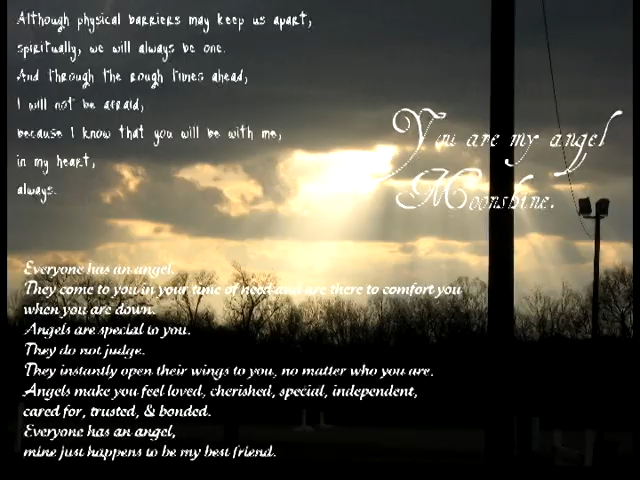 Although physical barriers may keep us apart,
spiritually, we will always be one.
And through the rough times ahead,
I will not be afraid,
because I know that you will be with me,
in my heart,
always.
You are my angel
Moonshine.
Everyone has an angel.
They come to you in your time of need and are there to comfort you
when you are down.
Angels are special to you.
They do not judge.
They instantly open their wings to you, no matter who you are.
Angels make you feel loved, cherished, special, independent,
cared for, trusted, & bonded.
Everyone has an angel,
mine just happens to be my best friend.